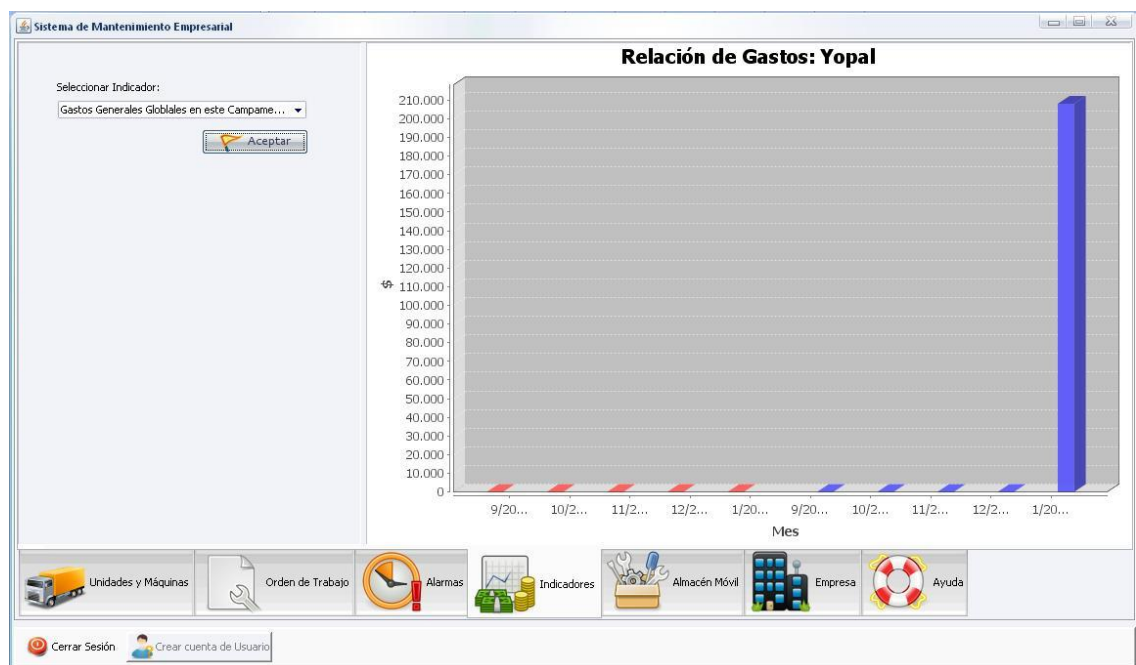 Sistema de Mantenimiento Empresarial
Seleccionar Indicador:
Gastos Generales Globlales en este Campame...
Aceptar
Relación de Gastos: Yopal
210.000
200.000
190.000
180.000
170.000
160.000
150.000
140.000
130.000
120.000
110.000
100.000
90.000
80.000
70.000
60.000
50.000
40.000
30.000
20.000
10.000
0
$
9/20... 10/2... 11/2... 12/2... 1/20... 9/20... 10/2... 11/2... 12/2... 1/20...
Mes
Unidades y Máquinas Orden de Trabajo Alarmas Indicadores Almacén Móvil Empresa Ayuda
Cerrar Sesión Crear cuenta de Usuario